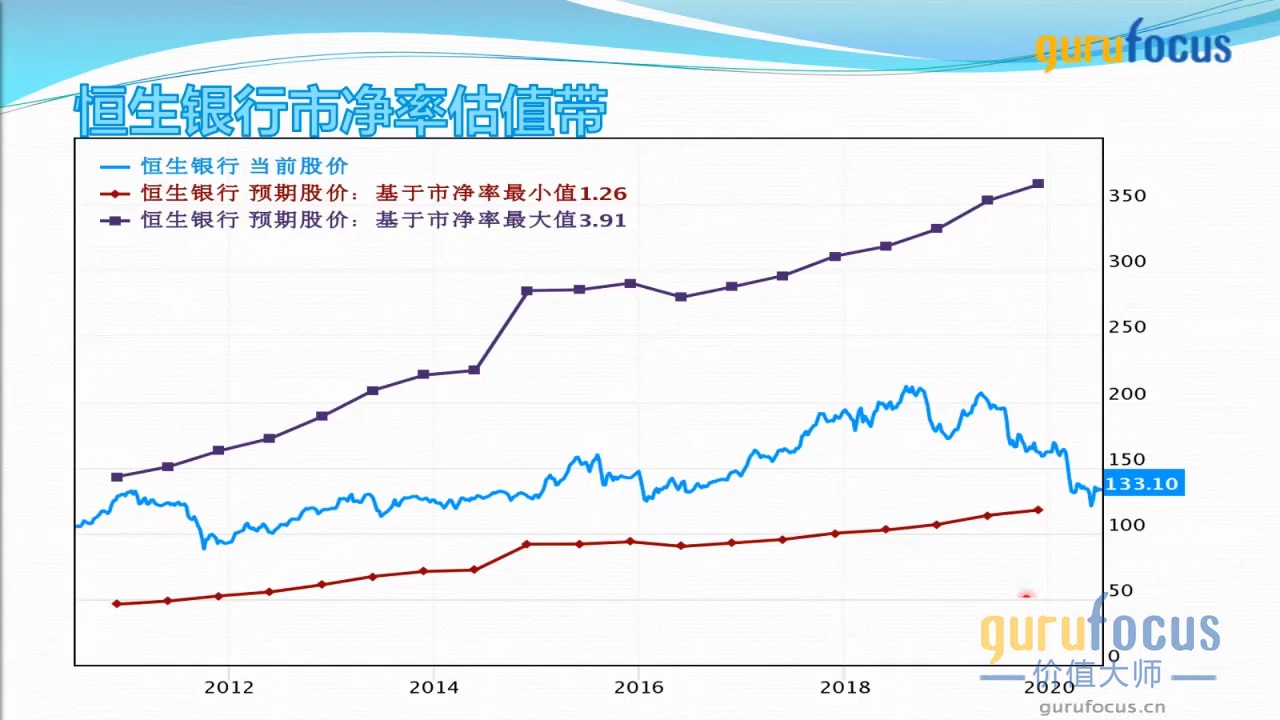 gurufocus
恒生银行市净率估值带
恒生银行 当前股价
恒生银行 预期股价：基于市净率最小值1.26
恒生银行 预期股价：基于市净率最大值3.91
350
300
250
200
150
133.10
100
50
0
2012 2014 2016 2018 2020
gurufocus
价值大师
gurufocus.cn